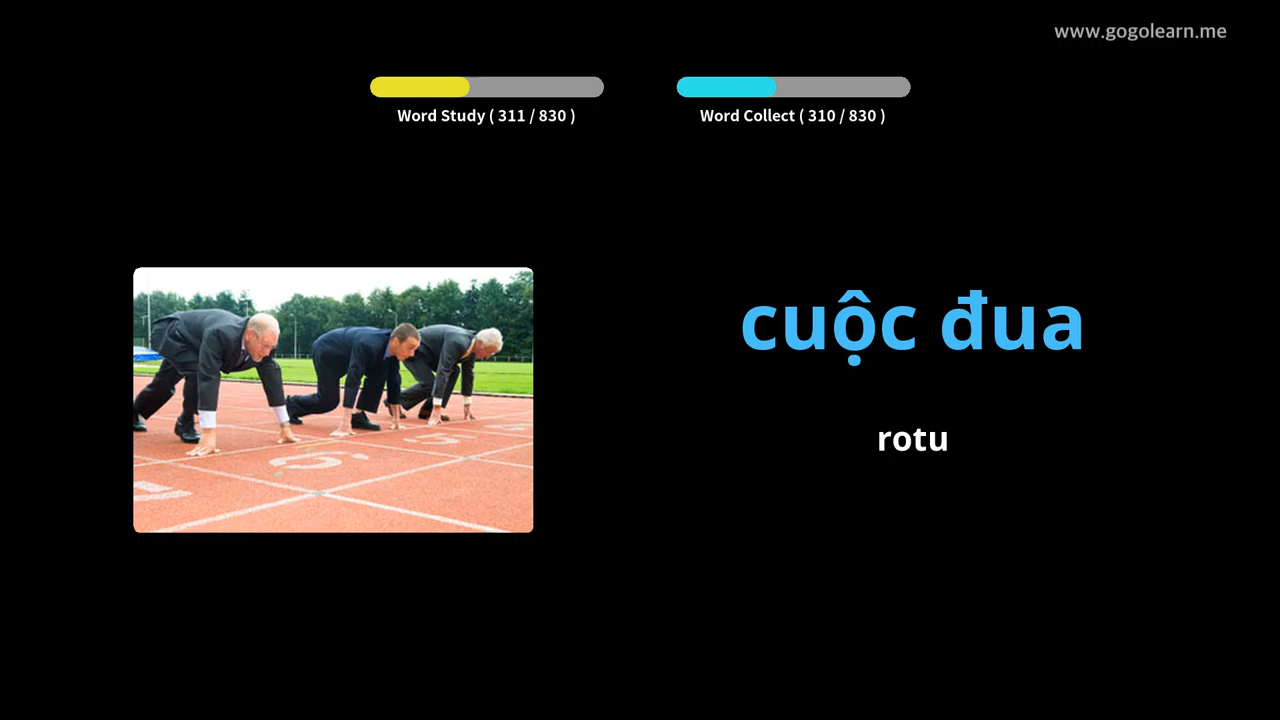 www.gogolearn.me
Word Study ( 311 / 830 )
Word Collect ( 310 / 830 )
cuộc đua
rotu